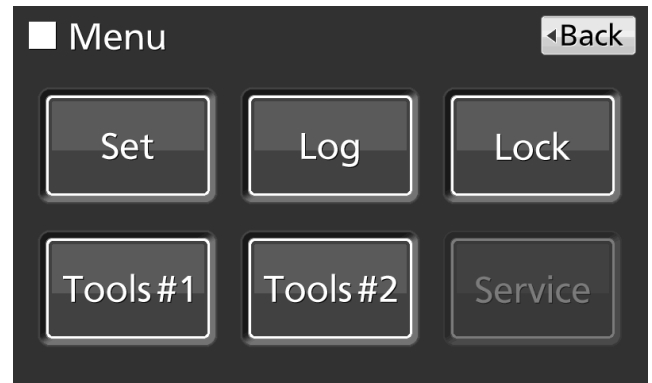 Menu
◂Back
Set
Log
Lock
Tools#1
Tools#2
Service